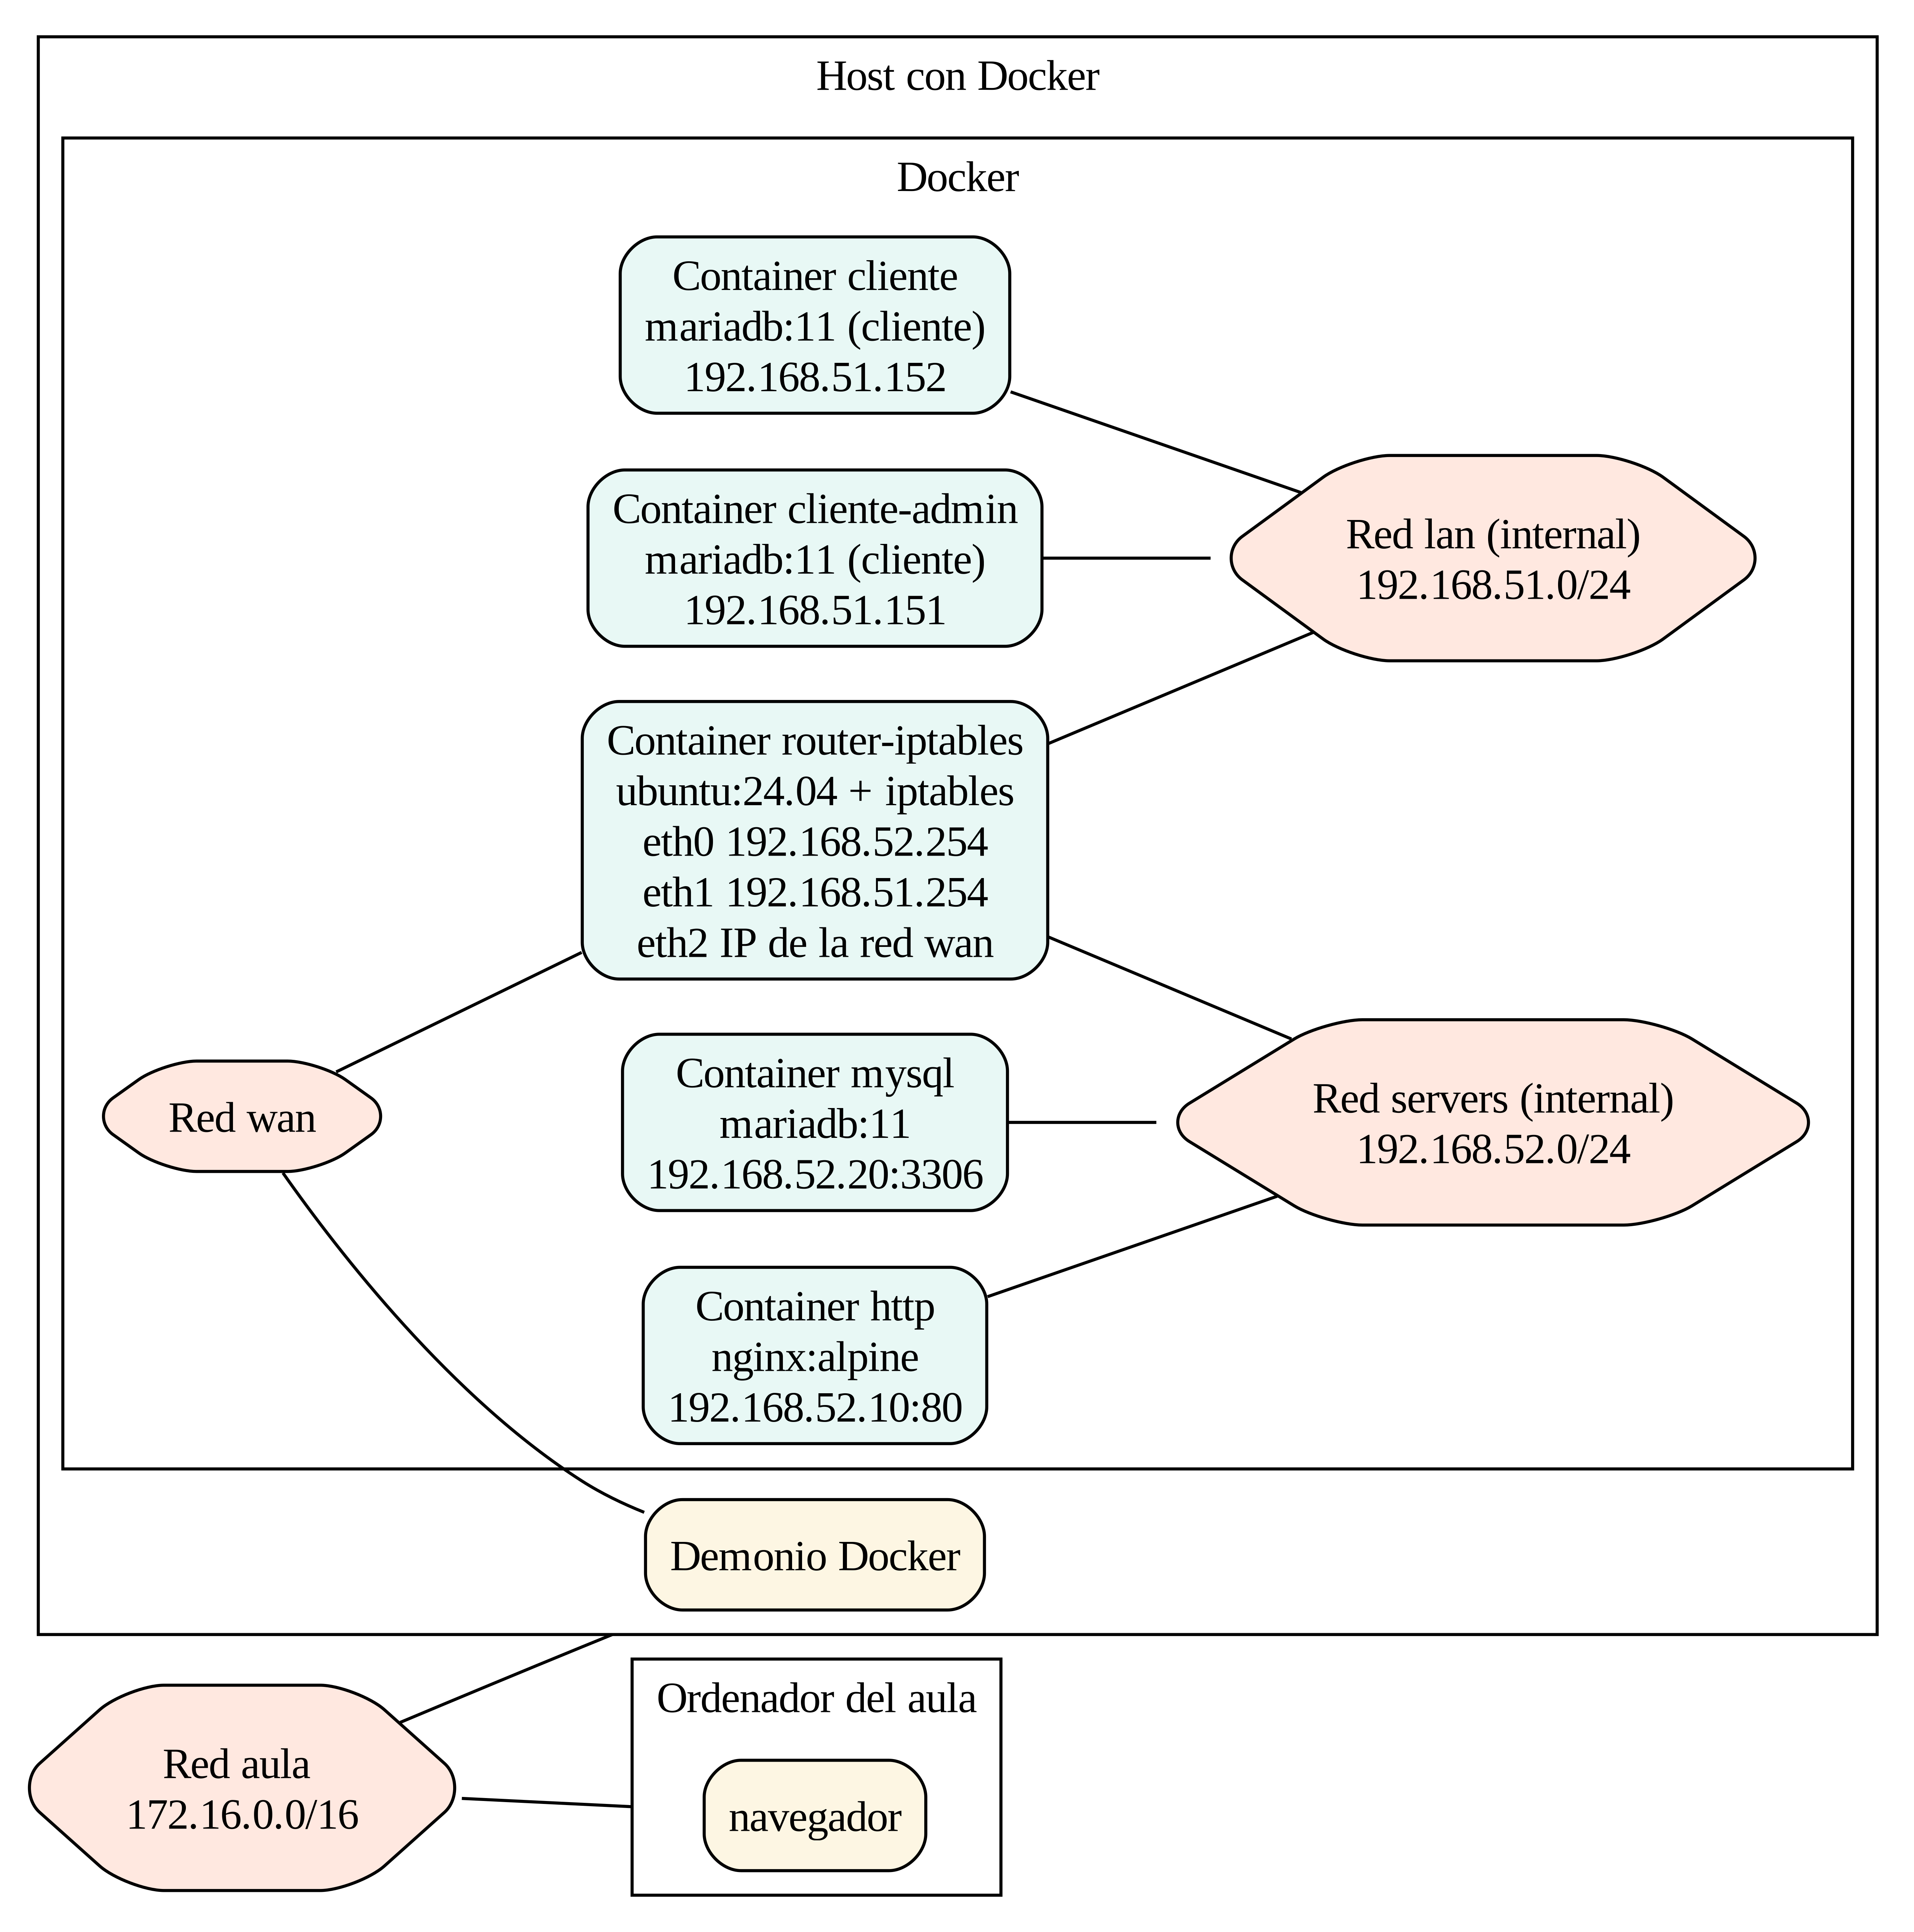 Host con Docker
Docker
Container cliente
mariadb:11 (cliente)
192.168.51.152
Container cliente-admin
mariadb:11 (cliente)
192.168.51.151
Red lan (internal)
192.168.51.0/24
Container router-iptables
ubuntu:24.04 + iptables
eth0 192.168.52.254
eth1 192.168.51.254
eth2 IP de la red wan
Red wan
Container mysql
mariadb:11
192.168.52.20:3306
Red servers (internal)
192.168.52.0/24
Container http
nginx:alpine
192.168.52.10:80
Demonio Docker
Ordenador del aula
Red aula
172.16.0.0/16
navegador